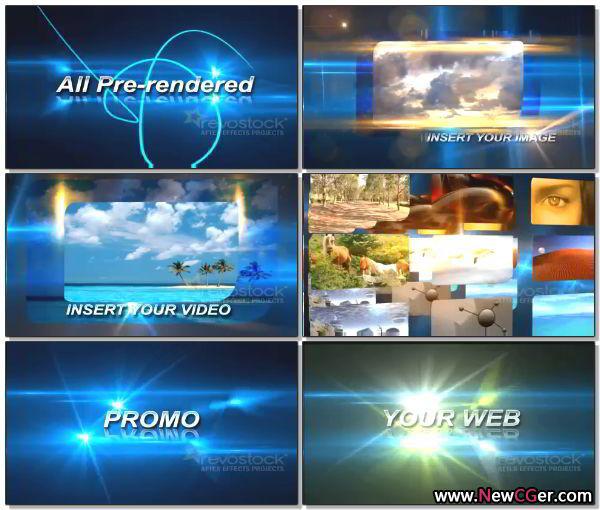 All Pre-rendered
revostock
AFTER EFFECTS PROJECTS
INSERT YOUR IMAGE
revostock
AFTER EFFECTS PROJECTS
INSERT YOUR VIDEO
revostock
PROMO
revostock
AFTER EFFECTS PROJECTS
YOUR WEB
revostock
AFTER EFFECTS PROJECTS
www.NewCGer.com